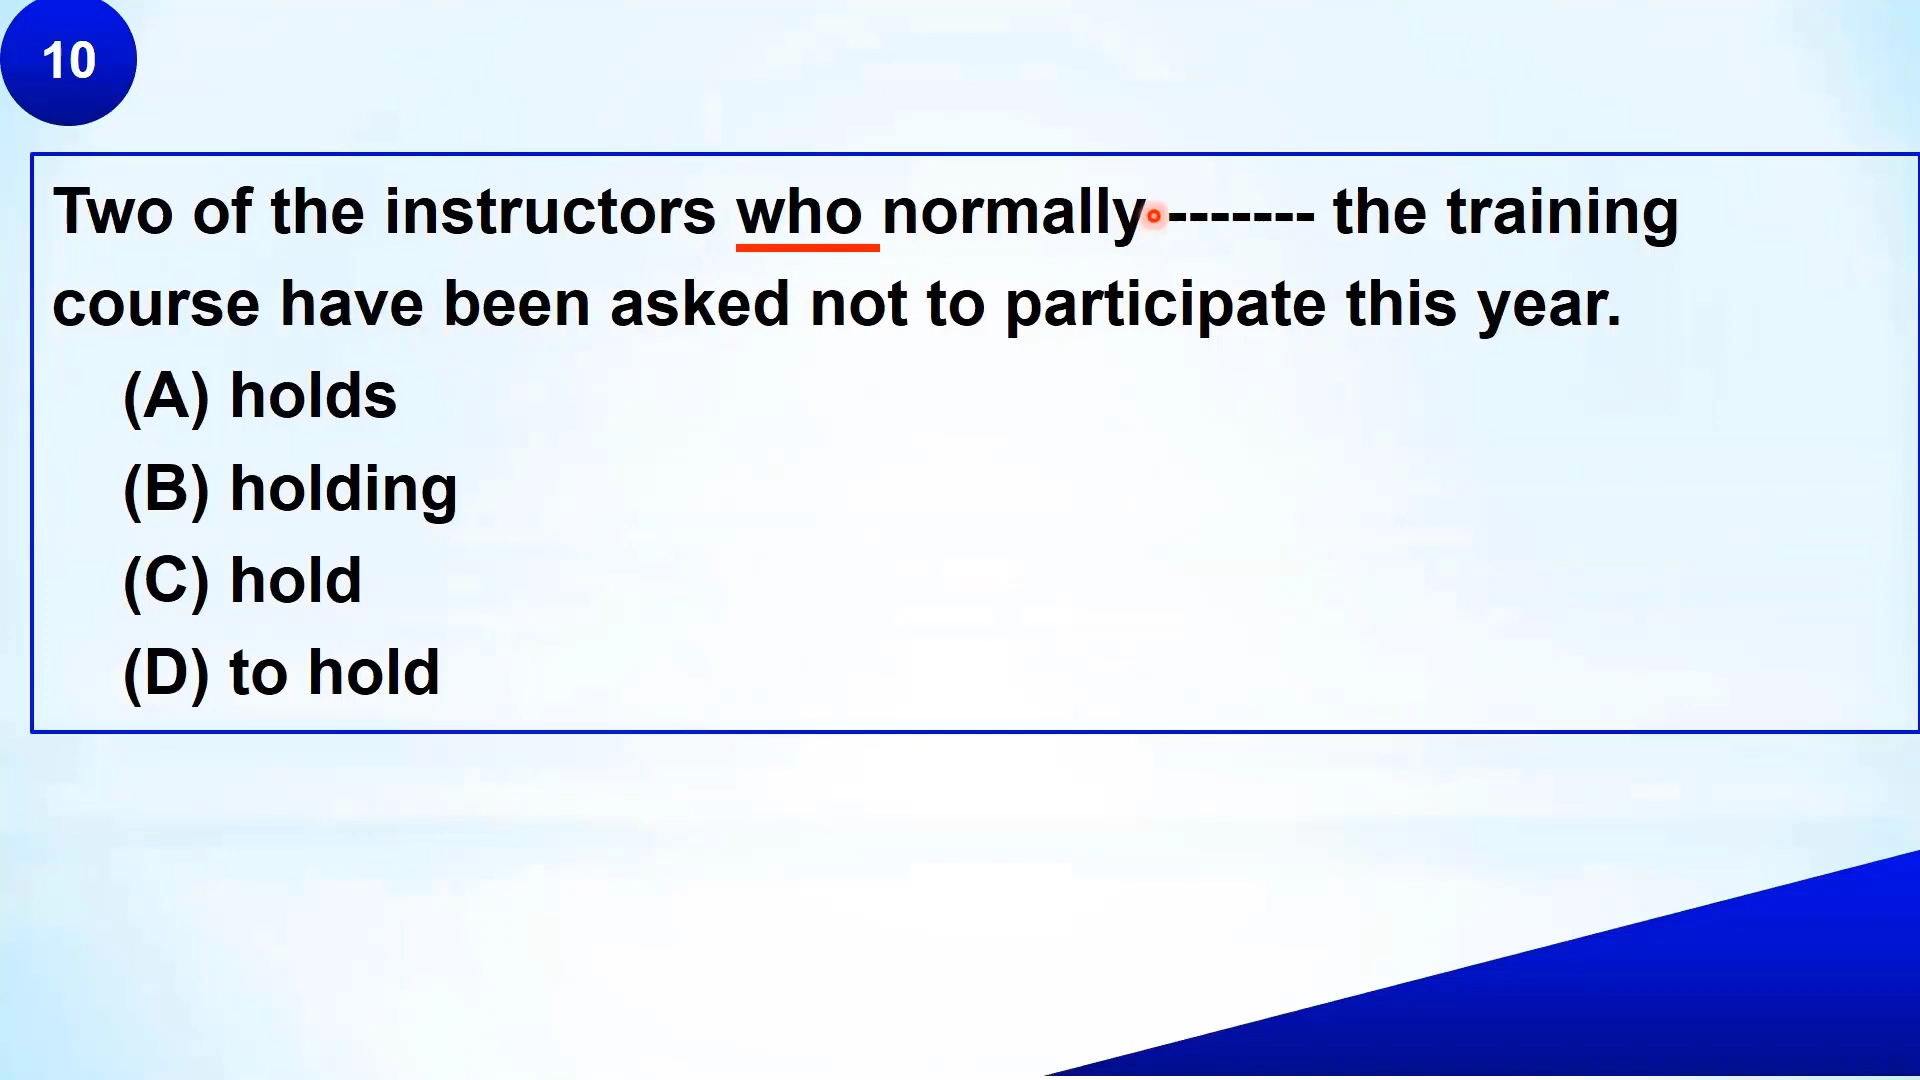 10
Two of the instructors who normally ------- the training
course have been asked not to participate this year.
(A) holds
(B) holding
(C) hold
(D) to hold